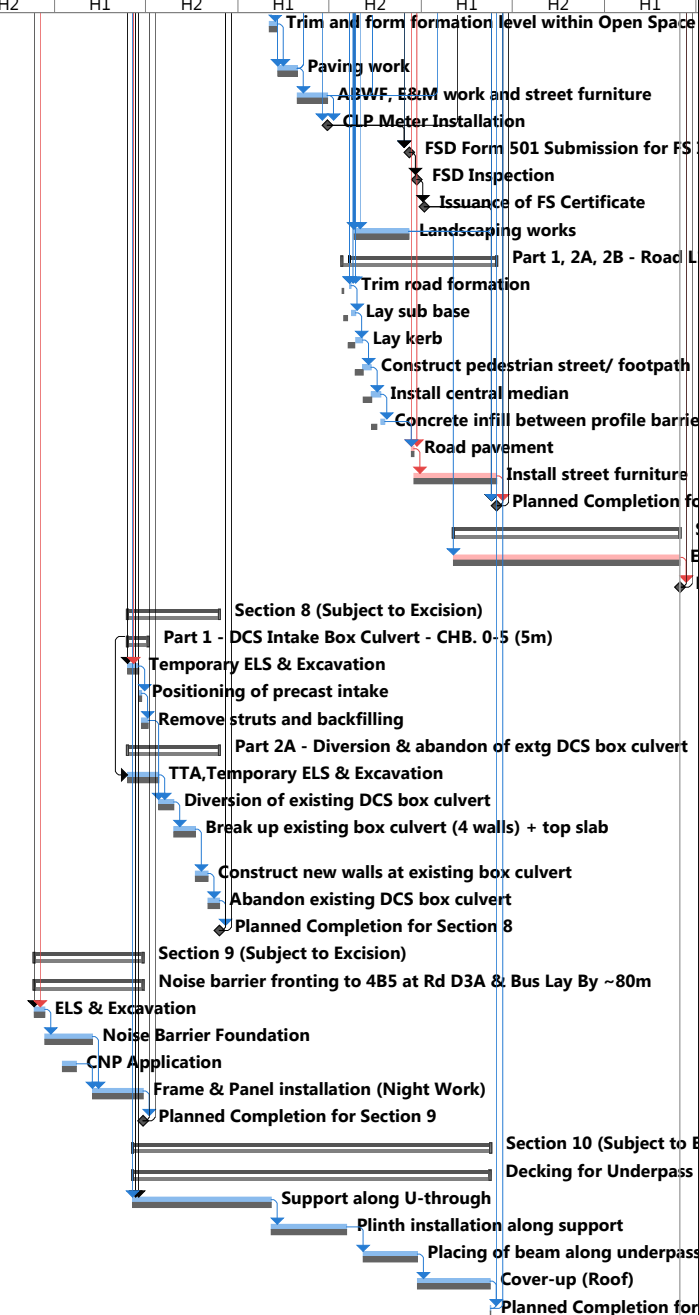 H2 H1 H2 H1 H2 H1 H2 H1
Trim and form formation level within Open Space
Paving work
ABWF, E&M work and street furniture
CLP Meter Installation
FSD Form 501 Submission for FS
FSD Inspection
Issuance of FS Certificate
Landscaping works
Part 1, 2A, 2B - Road L
Trim road formation
Lay sub base
Lay kerb
Construct pedestrian street/ footpath
Install central median
Concrete infill between profile barrie
Road pavement
Install street furniture
Planned Completion fo
S
E
Section 8 (Subject to Excision)
Part 1 - DCS Intake Box Culvert - CHB. 0-5 (5m)
Temporary ELS & Excavation
Positioning of precast intake
Remove struts and backfilling
Part 2A - Diversion & abandon of extg DCS box culvert
TTA,Temporary ELS & Excavation
Diversion of existing DCS box culvert
Break up existing box culvert (4 walls) + top slab
Construct new walls at existing box culvert
Abandon existing DCS box culvert
Planned Completion for Section 8
Section 9 (Subject to Excision)
Noise barrier fronting to 4B5 at Rd D3A & Bus Lay By ~80m
ELS & Excavation
Noise Barrier Foundation
CNP Application
Frame & Panel installation (Night Work)
Planned Completion for Section 9
Section 10 (Subject to E
Decking for Underpass
Support along U-through
Plinth installation along support
Placing of beam along underpass
Cover-up (Roof)
Planned Completion for